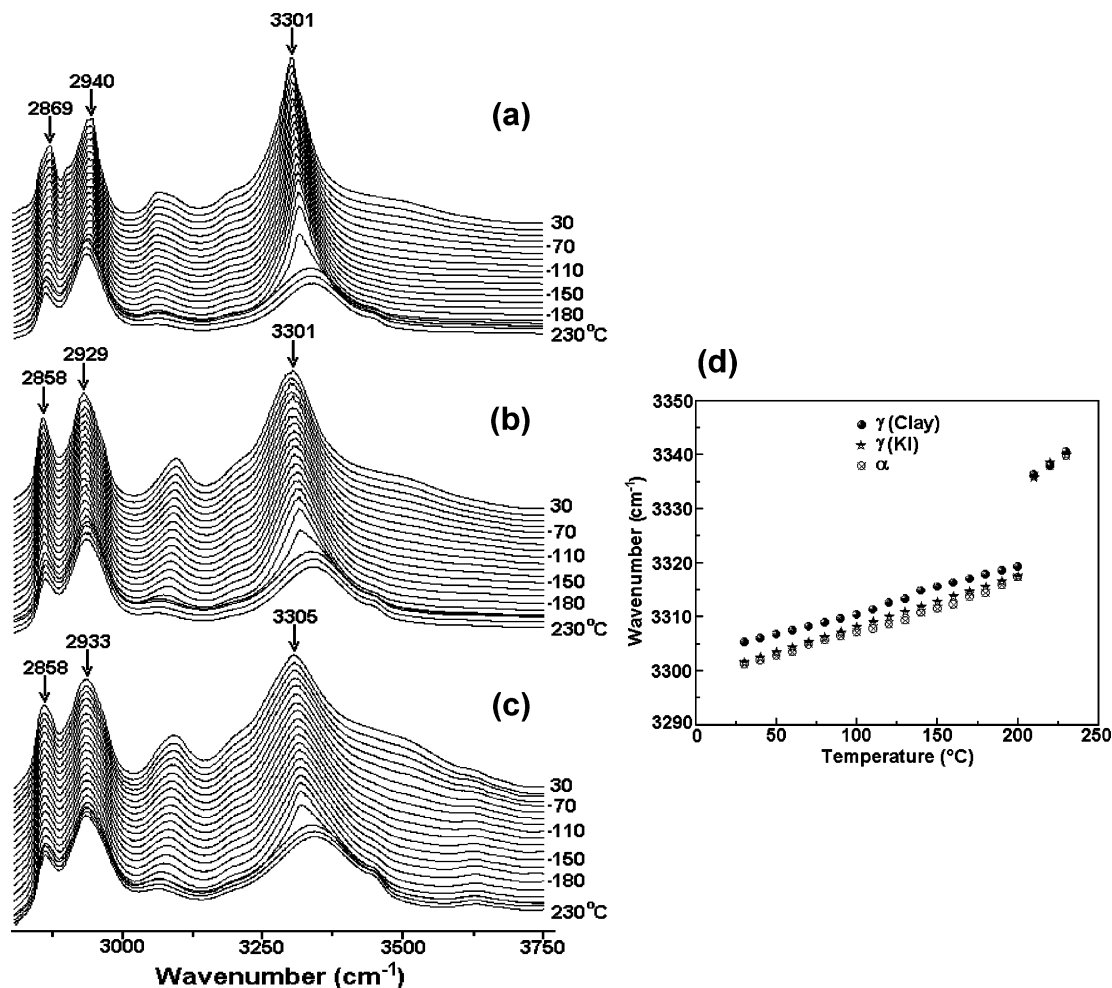 3301
2940
2869
(a)
30
-70
-110
-150
-180
230°C
3301
2929
2858
(b)
30
-70
-110
-150
-180
230°C
3305
2933
2858
(c)
30
-70
-110
-150
-180
230°C
3000 3250 3500 3750
Wavenumber (cm⁻¹)
(d)
3350
3340
3330
3320
3310
3300
3290
Wavenumber (cm⁻¹)
γ (Clay)
γ (KI)
α
0 50 100 150 200 250
Temperature (°C)